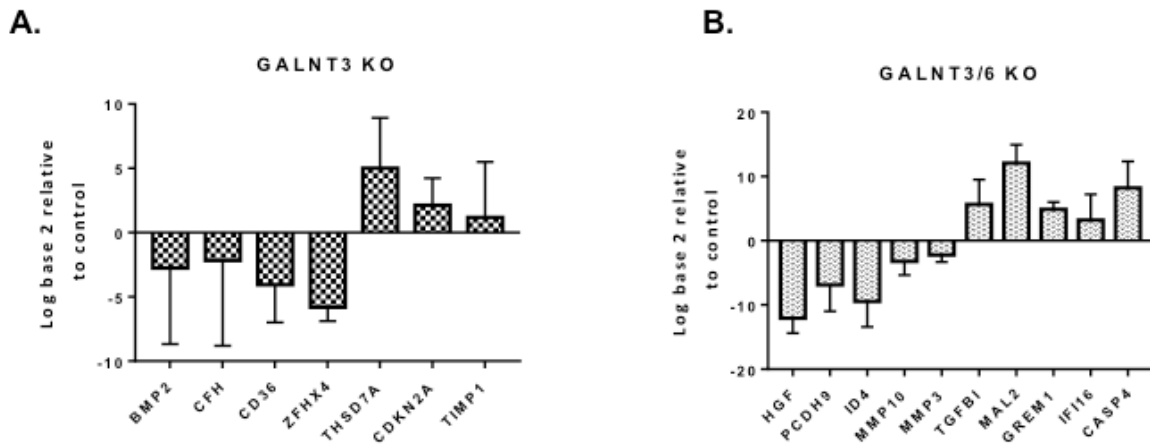 A.
GALNT3 KO
Log base 2 relative
to control
10
5
0
-5
-10
BMP2
CFH
CD36
ZFHX4
THSD7A
CDKN2A
TIMP1
B.
GALNT3/6 KO
Log base 2 relative
to control
20
10
0
-10
-20
HGF
PCDH9
ID4
MMP10
MMP3
TGFBI
MAL2
GREM1
IFI16
CASP4